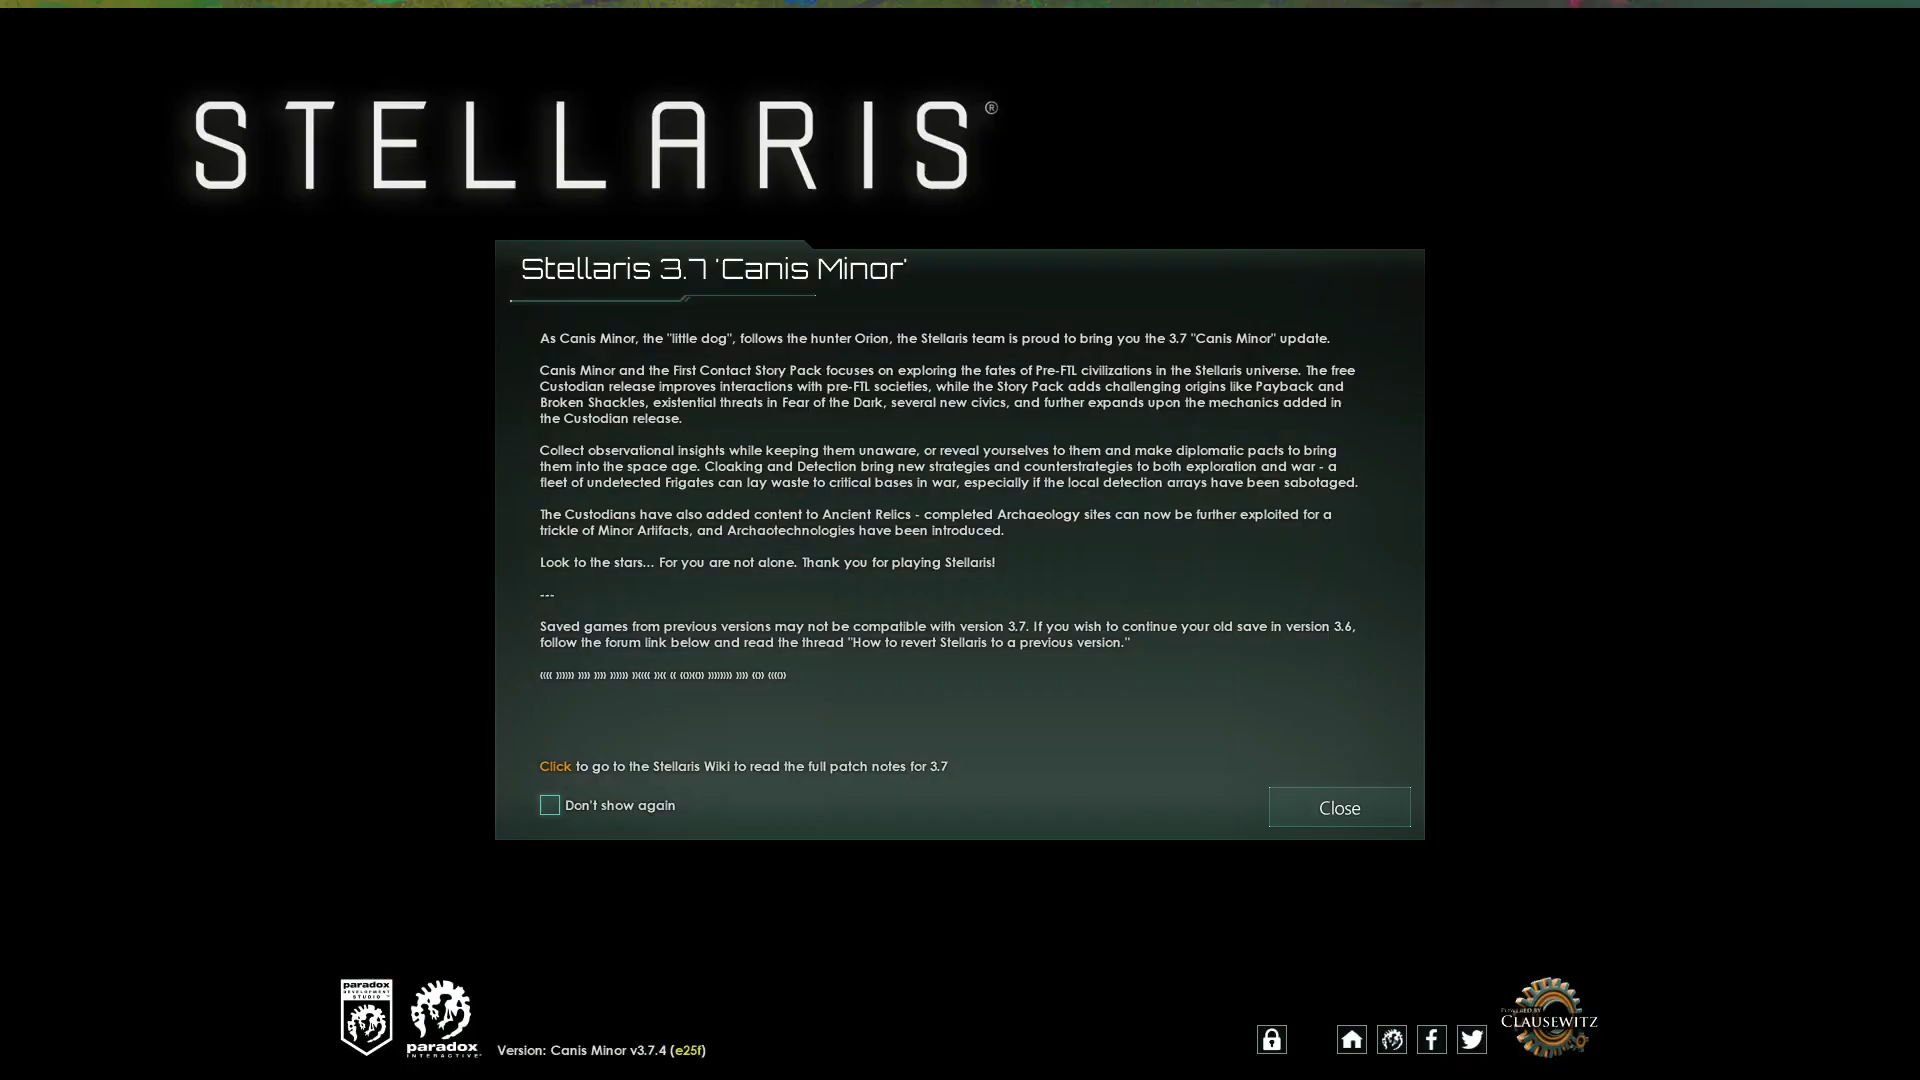 STELLARIS®
Stellaris 3.7 'Canis Minor'
As Canis Minor, the "little dog", follows the hunter Orion, the Stellaris team is proud to bring you the 3.7 "Canis Minor" update.
Canis Minor and the First Contact Story Pack focuses on exploring the fates of Pre-FTL civilizations in the Stellaris universe. The free
Custodian release improves interactions with pre-FTL societies, while the Story Pack adds challenging origins like Payback and
Broken Shackles, existential threats in Fear of the Dark, several new civics, and further expands upon the mechanics added in
the Custodian release.
Collect observational insights while keeping them unaware, or reveal yourselves to them and make diplomatic pacts to bring
them into the space age. Cloaking and Detection bring new strategies and counterstrategies to both exploration and war - a
fleet of undetected Frigates can lay waste to critical bases in war, especially if the local detection arrays have been sabotaged.
The Custodians have also added content to Ancient Relics - completed Archaeology sites can now be further exploited for a
trickle of Minor Artifacts, and Archaotechnologies have been introduced.
Look to the stars... For you are not alone. Thank you for playing Stellaris!
---
Saved games from previous versions may not be compatible with version 3.7. If you wish to continue your old save in version 3.6,
follow the forum link below and read the thread "How to revert Stellaris to a previous version."
Click to go to the Stellaris Wiki to read the full patch notes for 3.7
Don't show again
Close
paradox
DEVELOPMENT
STUDIO
paradox
INTERACTIVE
Version: Canis Minor v3.7.4 (e25f)
POWERED BY
CLAUSEWITZ